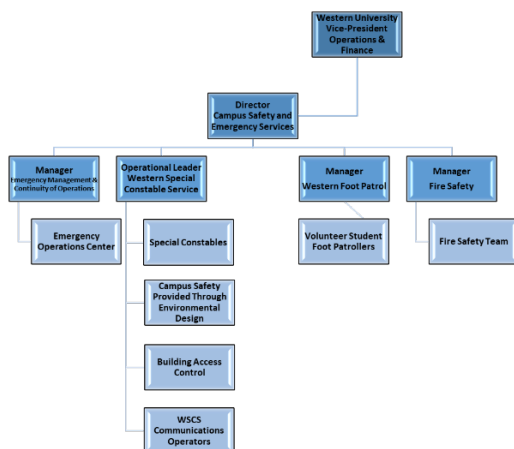 Western University
Vice-President
Operations &
Finance
Director
Campus Safety and
Emergency Services
Manager
Emergency Management &
Continuity of Operations
Operational Leader
Western Special
Constable Service
Manager
Western Foot Patrol
Manager
Fire Safety
Emergency
Operations Center
Special Constables
Volunteer Student
Foot Patrollers
Fire Safety Team
Campus Safety
Provided Through
Environmental
Design
Building Access
Control
WSCS
Communications
Operators